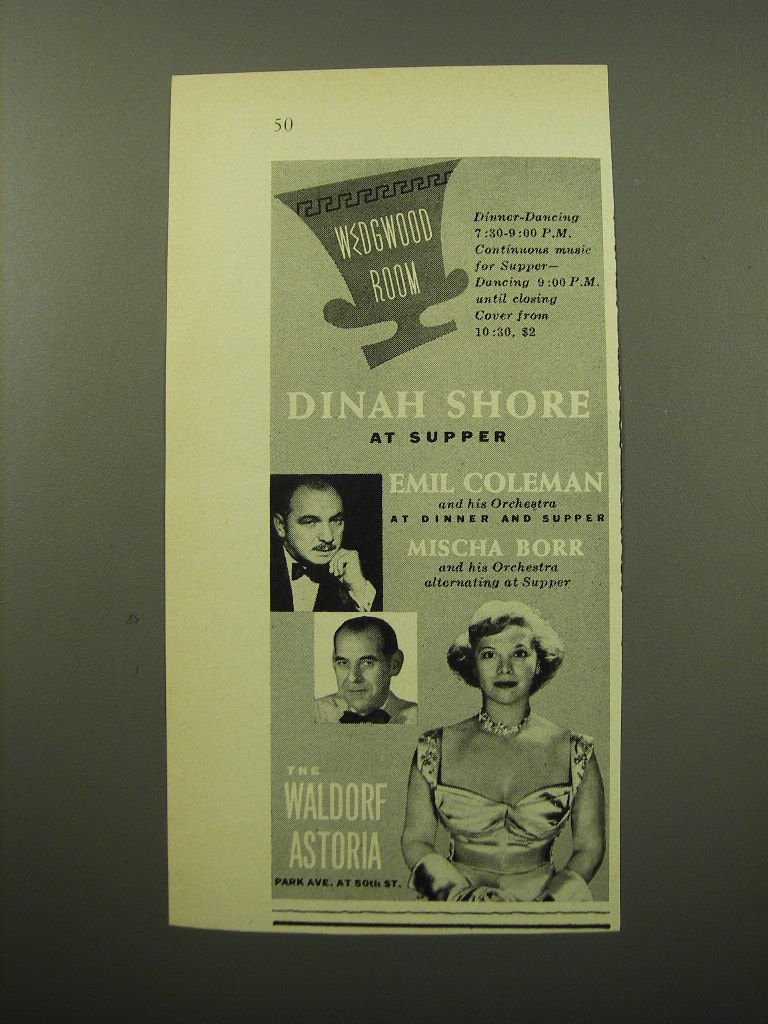 50
WEDGWOOD
ROOM
Dinner-Dancing
7:30-9:00 P.M.
Continuous music
for Supper—
Dancing 9:00 P.M.
until closing
Cover from
10:30, $2
DINAH SHORE
AT SUPPER
EMIL COLEMAN
and his Orchestra
AT DINNER AND SUPPER
MISCHA BORR
and his Orchestra
alternating at Supper
THE
WALDORF
ASTORIA
PARK AVE. AT 50th ST.